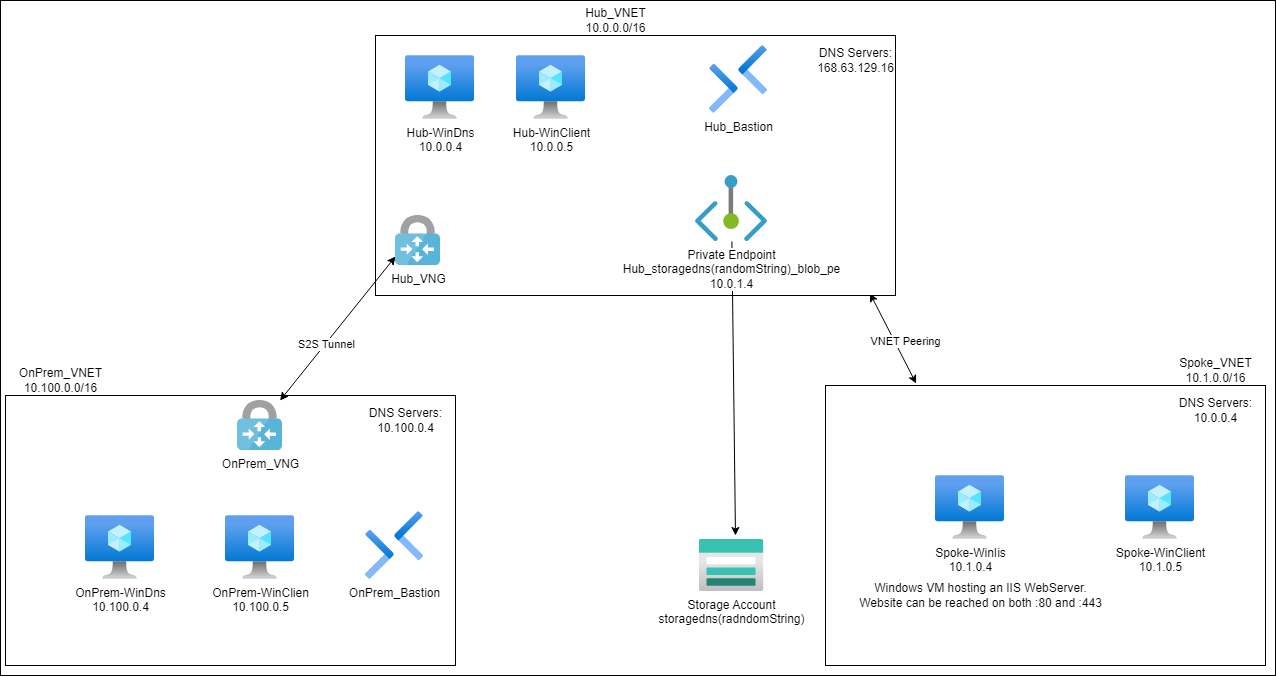 Hub_VNET
10.0.0.0/16
DNS Servers:
168.63.129.16
Hub-WinDns
10.0.0.4
Hub-WinClient
10.0.0.5
Hub_Bastion
Hub_VNG
Private Endpoint
Hub_storagedns(randomString)_blob_pe
10.0.1.4
S2S Tunnel
VNET Peering
OnPrem_VNET
10.100.0.0/16
DNS Servers:
10.100.0.4
OnPrem_VNG
OnPrem-WinDns
10.100.0.4
OnPrem-WinClien
10.100.0.5
OnPrem_Bastion
Storage Account
storagedns(radndomString)
Spoke_VNET
10.1.0.0/16
DNS Servers:
10.0.0.4
Spoke-WinIis
10.1.0.4
Spoke-WinClient
10.1.0.5
Windows VM hosting an IIS WebServer.
Website can be reached on both :80 and :443